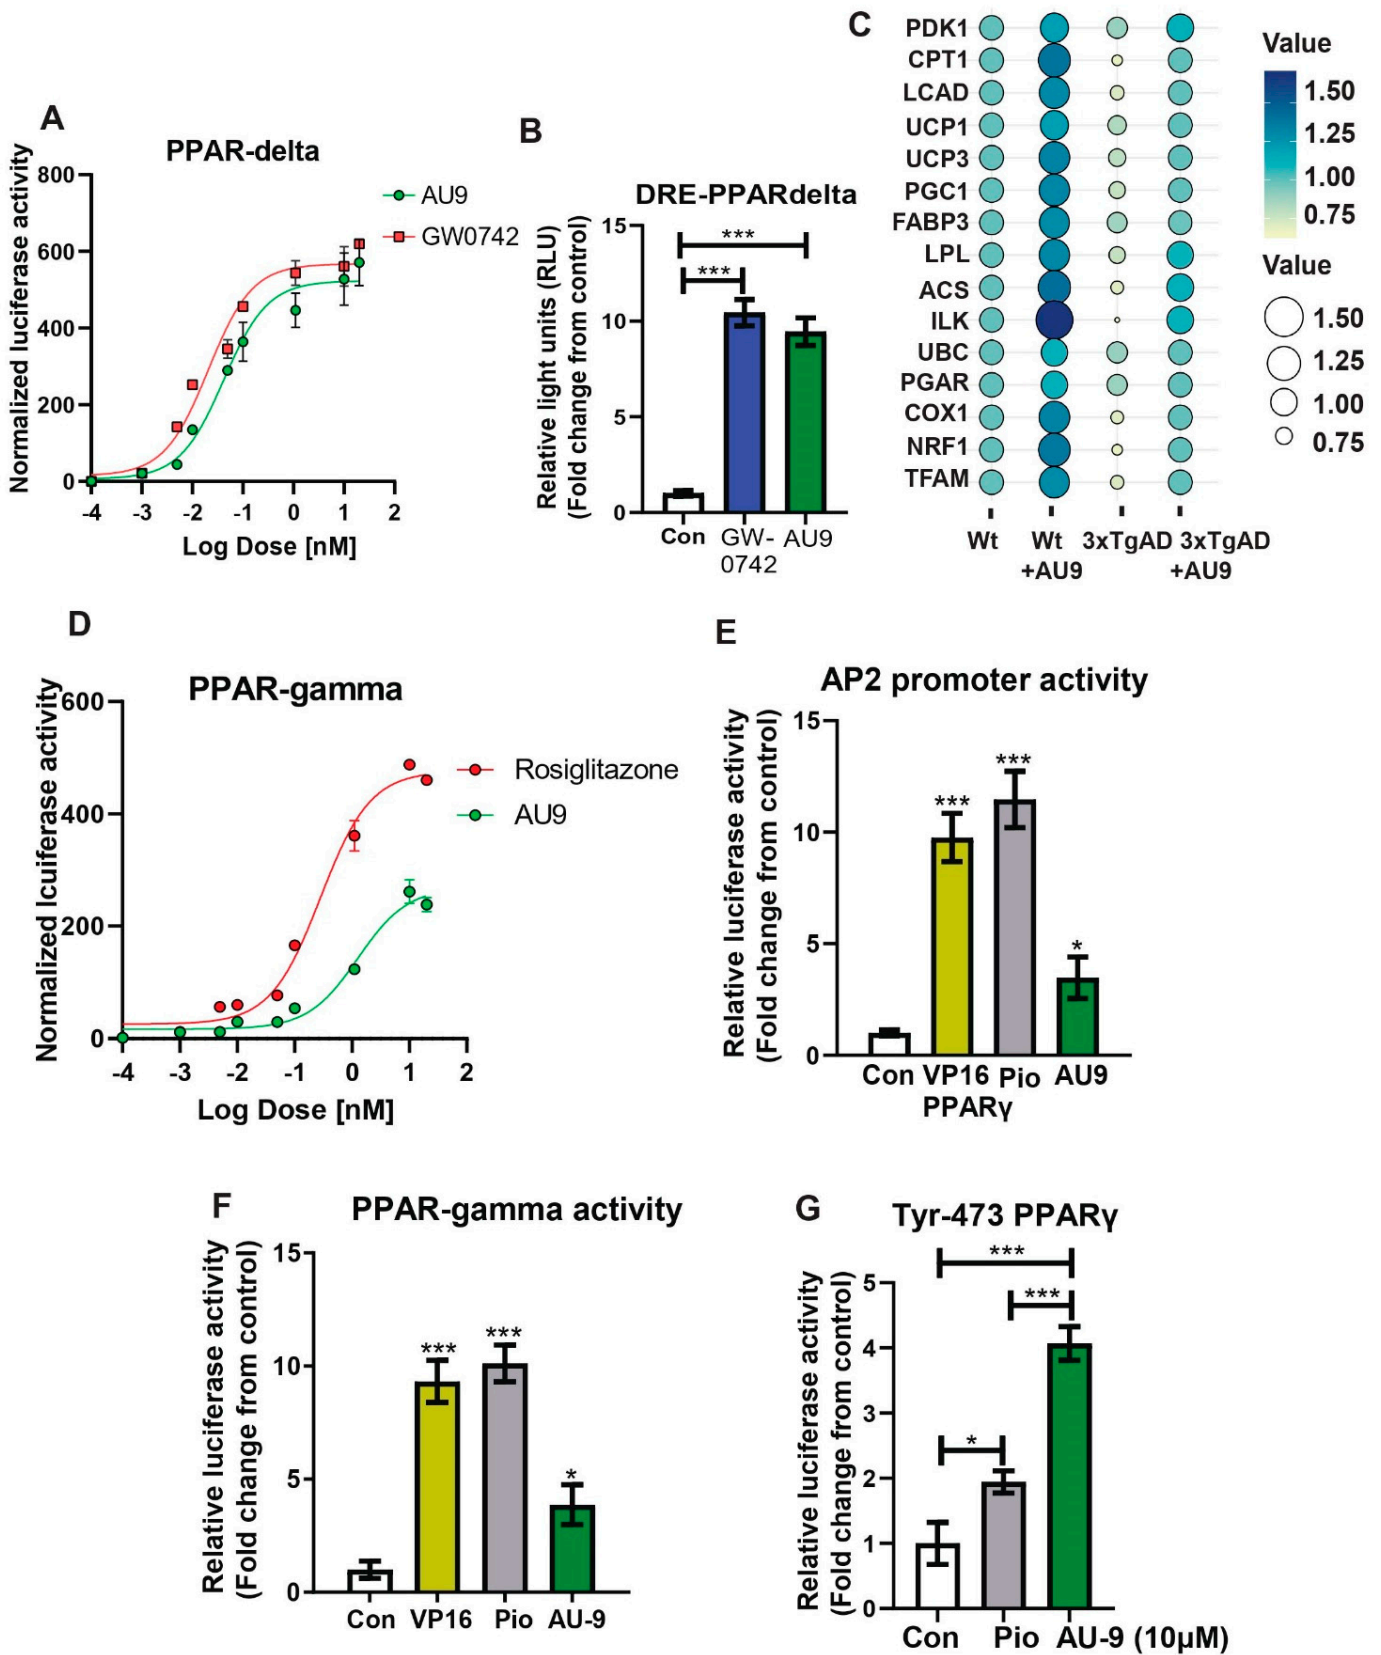 A
PPAR-delta
Normalized luciferase activity
800
600
400
200
0
-4 -3 -2 -1 0 1 2
Log Dose [nM]
AU9
GW0742
B
DRE-PPARdelta
Relative light units (RLU)
(Fold change from control)
15
10
5
0
***
***
Con GW-0742 AU9
C
PDK1
CPT1
LCAD
UCP1
UCP3
PGC1
FABP3
LPL
ACS
ILK
UBC
PGAR
COX1
NRF1
TFAM
Wt Wt +AU9 3xTgAD 3xTgAD +AU9
Value
1.50
1.25
1.00
0.75
Value
1.50
1.25
1.00
0.75
D
PPAR-gamma
Normalized lcuiferase activity
600
400
200
0
-4 -3 -2 -1 0 1 2
Log Dose [nM]
Rosiglitazone
AU9
E
AP2 promoter activity
Relative luciferase activity
(Fold change from control)
15
10
5
0
***
***
*
Con VP16 Pio AU9
PPARγ
F
PPAR-gamma activity
Relative luciferase activity
(Fold change from control)
15
10
5
0
***
***
*
Con VP16 Pio AU-9
G
Tyr-473 PPARγ
Relative luciferase activity
(Fold change from control)
5
4
3
2
1
0
***
***
*
Con Pio AU-9 (10μM)